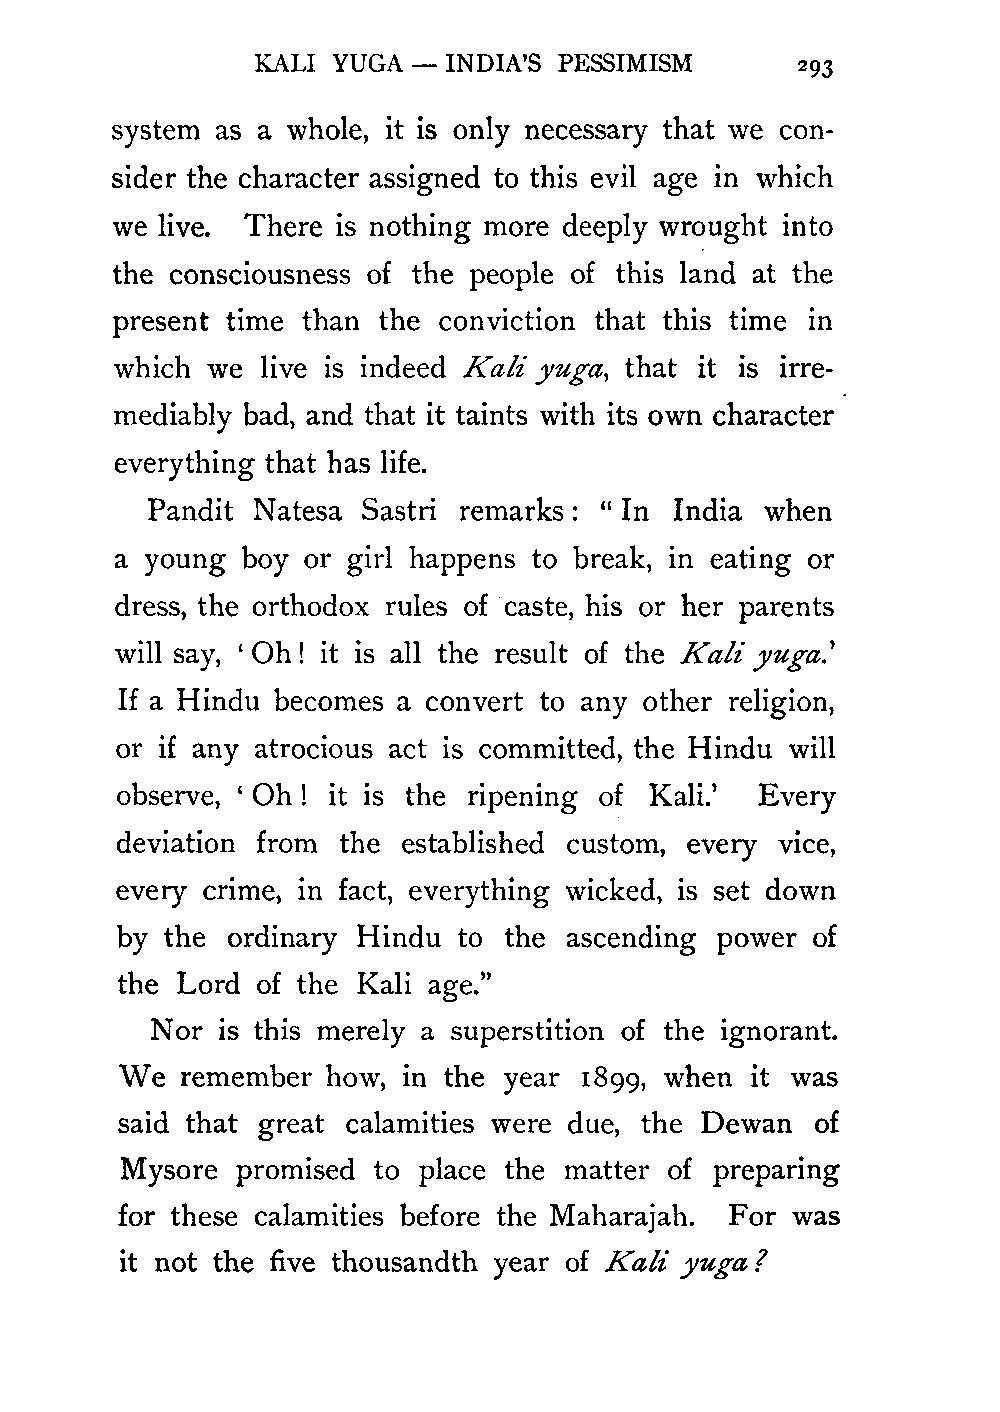 KALI YUGA — INDIA'S PESSIMISM 293
system as a whole, it is only necessary that we con-
sider the character assigned to this evil age in which
we live. There is nothing more deeply wrought into
the consciousness of the people of this land at the
present time than the conviction that this time in
which we live is indeed Kali yuga, that it is irre-
mediably bad, and that it taints with its own character
everything that has life.
Pandit Natesa Sastri remarks: "In India when
a young boy or girl happens to break, in eating or
dress, the orthodox rules of caste, his or her parents
will say, 'Oh! it is all the result of the Kali yuga.'
If a Hindu becomes a convert to any other religion,
or if any atrocious act is committed, the Hindu will
observe, 'Oh! it is the ripening of Kali.' Every
deviation from the established custom, every vice,
every crime, in fact, everything wicked, is set down
by the ordinary Hindu to the ascending power of
the Lord of the Kali age."
Nor is this merely a superstition of the ignorant.
We remember how, in the year 1899, when it was
said that great calamities were due, the Dewan of
Mysore promised to place the matter of preparing
for these calamities before the Maharajah. For was
it not the five thousandth year of Kali yuga?